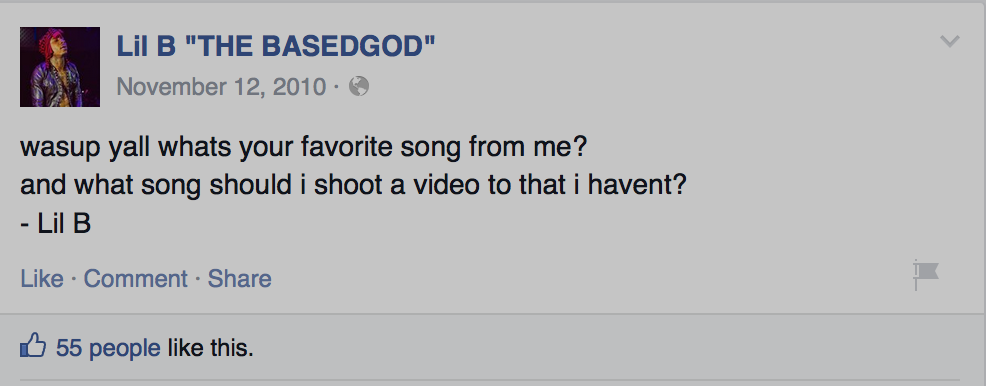 Lil B "THE BASEDGOD"
November 12, 2010 ·
wasup yall whats your favorite song from me?
and what song should i shoot a video to that i havent?
- Lil B
Like · Comment · Share
55 people like this.